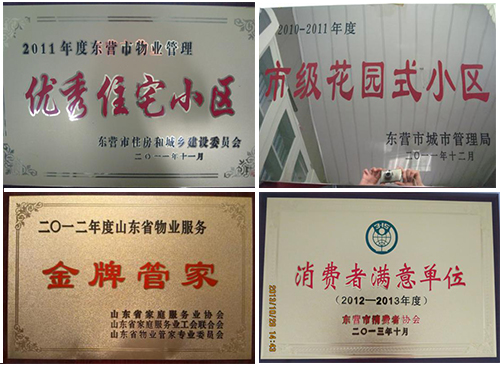 2011年度东营市物业管理
优秀住宅小区
东营市住房和城乡建设委员会
二〇一一年十一月
2010-2011年度
市级花园式小区
东营市城市管理局
二〇一一年十二月
二〇一二年度山东省物业服务
金牌管家
山东省家庭服务业协会
山东省家庭服务业工会联合会
山东省物业管家专业委员会
消费者满意单位
(2012—2013年度)
东营市消费者协会
二〇一三年十月
2013/10/29 14:43